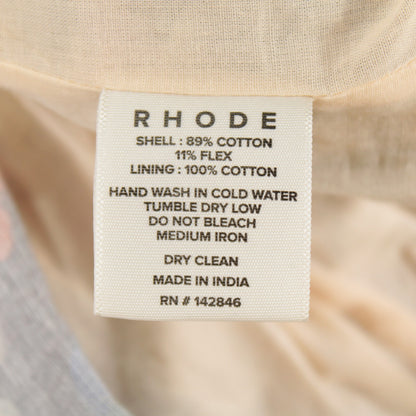 RHODE
SHELL : 89% COTTON
11% FLEX
LINING : 100% COTTON
HAND WASH IN COLD WATER
TUMBLE DRY LOW
DO NOT BLEACH
MEDIUM IRON
DRY CLEAN
MADE IN INDIA
RN # 142846